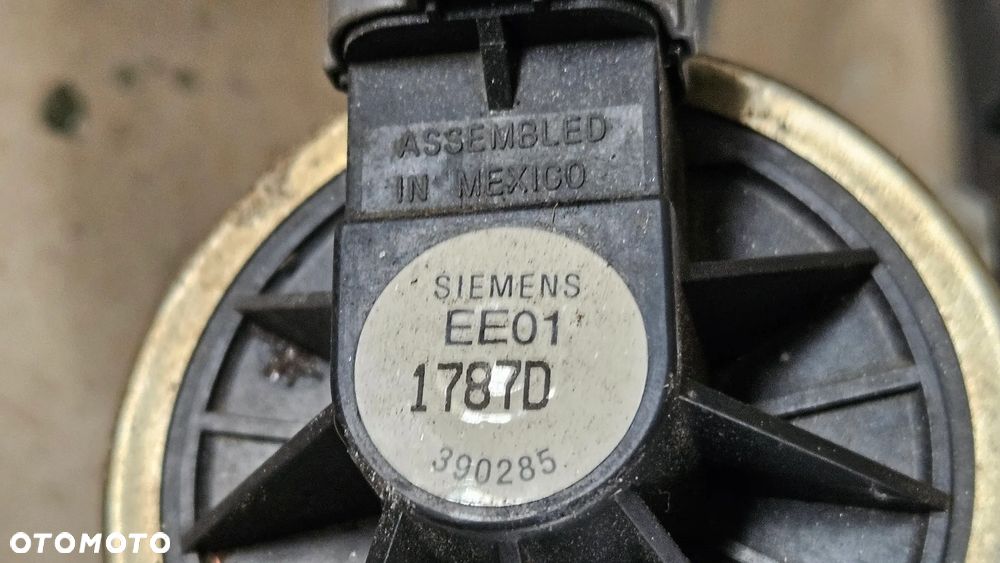 ASSEMBLED
IN MEXICO
SIEMENS
EE01
1787D
390285
OTOMOTO